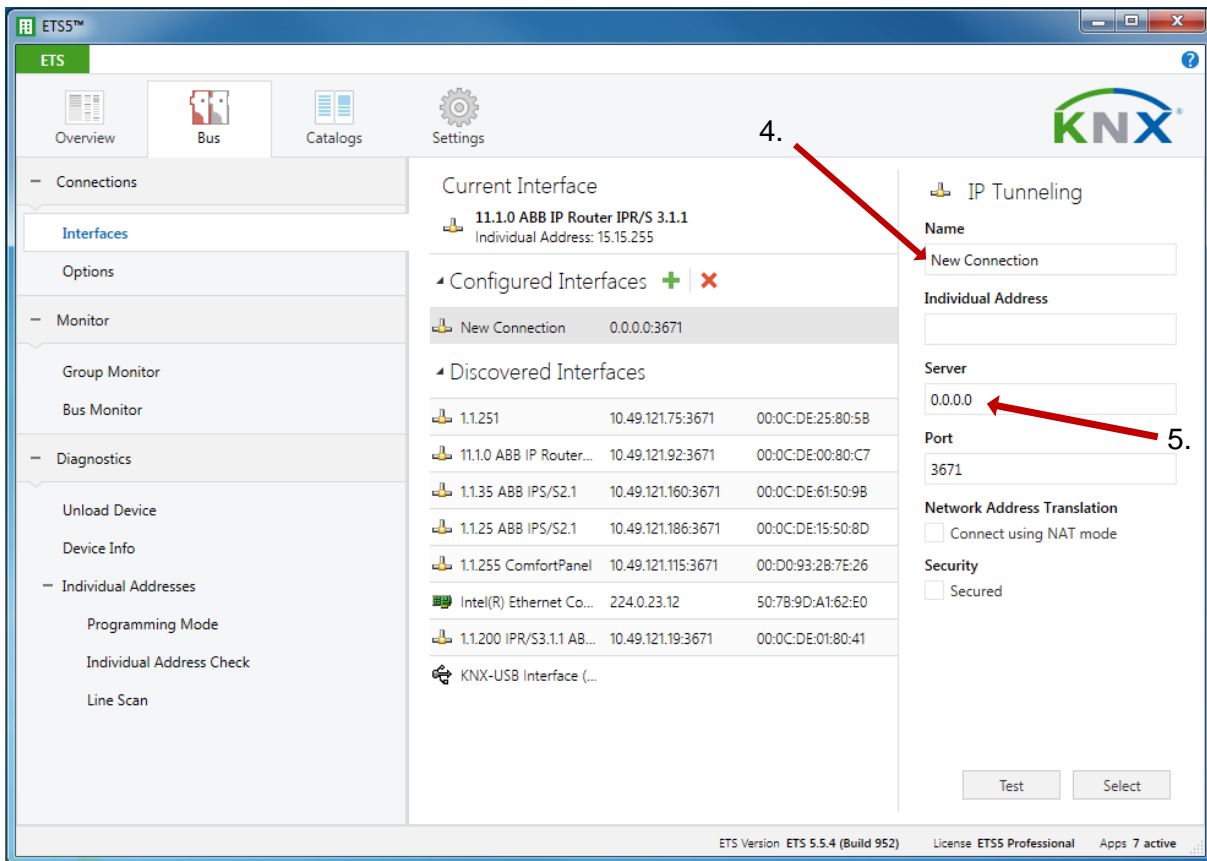 ETS5™
ETS
Overview
Bus
Catalogs
Settings
KNX®
4.
Connections
Interfaces
Options
Monitor
Group Monitor
Bus Monitor
Diagnostics
Unload Device
Device Info
Individual Addresses
Programming Mode
Individual Address Check
Line Scan
Current Interface
11.1.0 ABB IP Router IPR/S 3.1.1
Individual Address: 15.15.255
Configured Interfaces
New Connection 0.0.0.0:3671
Discovered Interfaces
1.1.251 10.49.121.75:3671 00:0C:DE:25:80:5B
11.1.0 ABB IP Router... 10.49.121.92:3671 00:0C:DE:00:80:C7
1.1.35 ABB IPS/S2.1 10.49.121.160:3671 00:0C:DE:61:50:9B
1.1.25 ABB IPS/S2.1 10.49.121.186:3671 00:0C:DE:15:50:8D
1.1.255 ComfortPanel 10.49.121.115:3671 00:D0:93:2B:7E:26
Intel(R) Ethernet Co... 224.0.23.12 50:7B:9D:A1:62:E0
1.1.200 IPR/S3.1.1 AB... 10.49.121.19:3671 00:0C:DE:01:80:41
KNX-USB Interface (...
IP Tunneling
Name
New Connection
Individual Address
Server
0.0.0.0
5.
Port
3671
Network Address Translation
Connect using NAT mode
Security
Secured
Test
Select
ETS Version ETS 5.5.4 (Build 952) License ETS5 Professional Apps 7 active